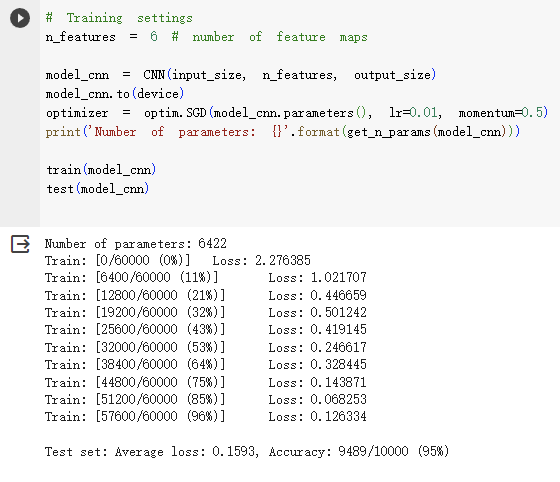 # Training settings
n_features = 6 # number of feature maps
model_cnn = CNN(input_size, n_features, output_size)
model_cnn.to(device)
optimizer = optim.SGD(model_cnn.parameters(), lr=0.01, momentum=0.5)
print('Number of parameters: {}'.format(get_n_params(model_cnn)))
train(model_cnn)
test(model_cnn)
Number of parameters: 6422
Train: [0/60000 (0%)] Loss: 2.276385
Train: [6400/60000 (11%)] Loss: 1.021707
Train: [12800/60000 (21%)] Loss: 0.446659
Train: [19200/60000 (32%)] Loss: 0.501242
Train: [25600/60000 (43%)] Loss: 0.419145
Train: [32000/60000 (53%)] Loss: 0.246617
Train: [38400/60000 (64%)] Loss: 0.328445
Train: [44800/60000 (75%)] Loss: 0.143871
Train: [51200/60000 (85%)] Loss: 0.068253
Train: [57600/60000 (96%)] Loss: 0.126334
Test set: Average loss: 0.1593, Accuracy: 9489/10000 (95%)